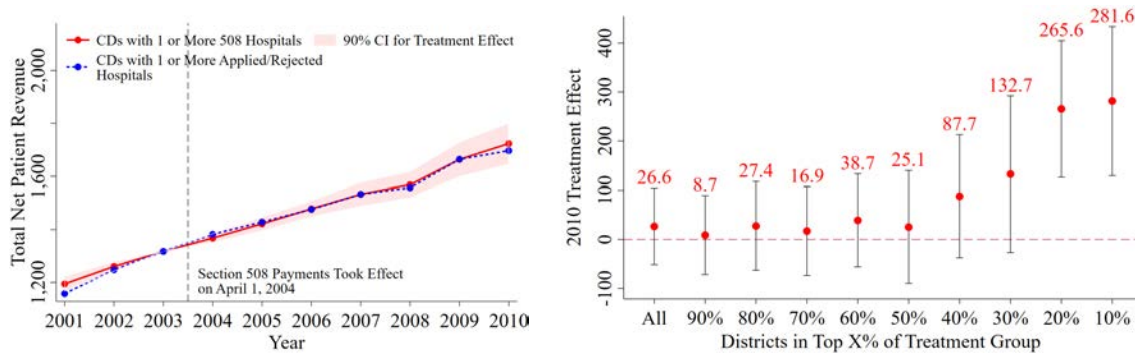 CDs with 1 or More 508 Hospitals
CDs with 1 or More Applied/Rejected
Hospitals
90% CI for Treatment Effect
Total Net Patient Revenue
2,000
1,600
1,200
Section 508 Payments Took Effect
on April 1, 2004
2001 2002 2003 2004 2005 2006 2007 2008 2009 2010
Year
2010 Treatment Effect
400
300
200
100
0
-100
26.6 8.7 27.4 16.9 38.7 25.1 87.7 132.7 265.6 281.6
All 90% 80% 70% 60% 50% 40% 30% 20% 10%
Districts in Top X% of Treatment Group